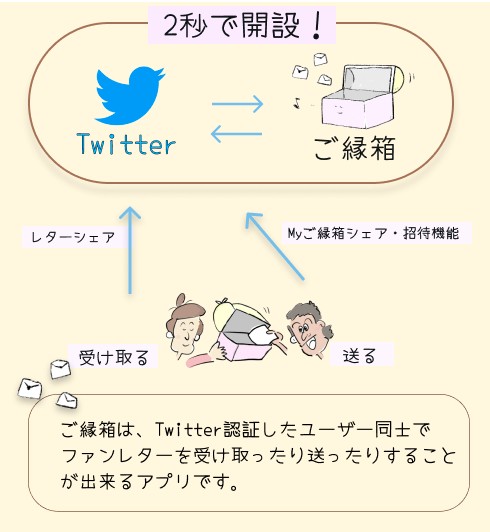 2秒で開設！
Twitter
ご縁箱
レターシェア
Myご縁箱シェア・招待機能
受け取る
送る
ご縁箱は、Twitter認証したユーザー同士で
ファンレターを受け取ったり送ったりすること
が出来るアプリです。